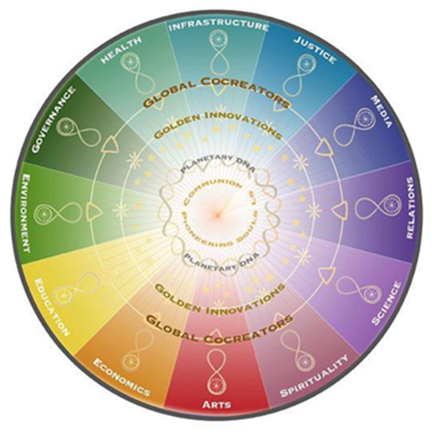 INFRASTRUCTURE
JUSTICE
MEDIA
RELATIONS
SCIENCE
SPIRITUALITY
ARTS
ECONOMICS
EDUCATION
ENVIRONMENT
GOVERNANCE
HEALTH
GLOBAL COCREATORS
GOLDEN INNOVATIONS
PLANETARY DNA
COMMUNION OF
PIONEERING SOULS
PLANETARY DNA
GOLDEN INNOVATIONS
GLOBAL COCREATORS